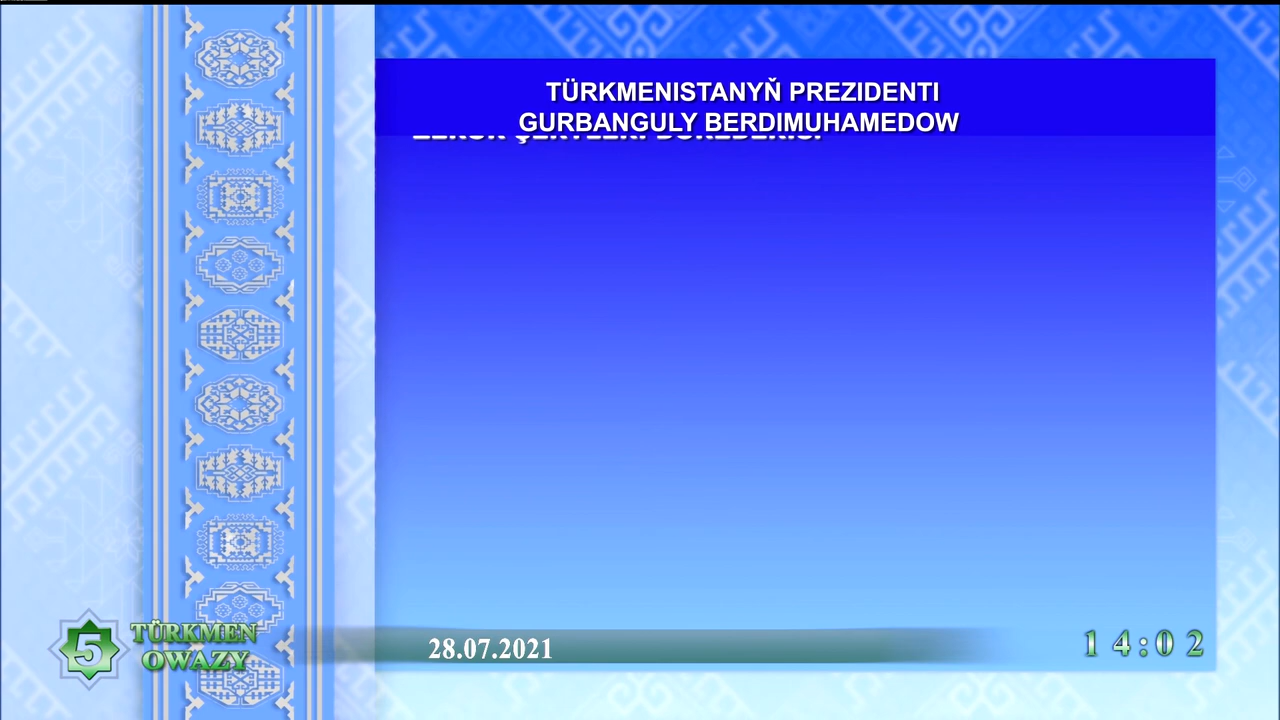 TÜRKMENISTANYŇ PREZIDENTI
GURBANGULY BERDIMUHAMEDOW
5 TÜRKMEN
OWAZY
28.07.2021
14:02